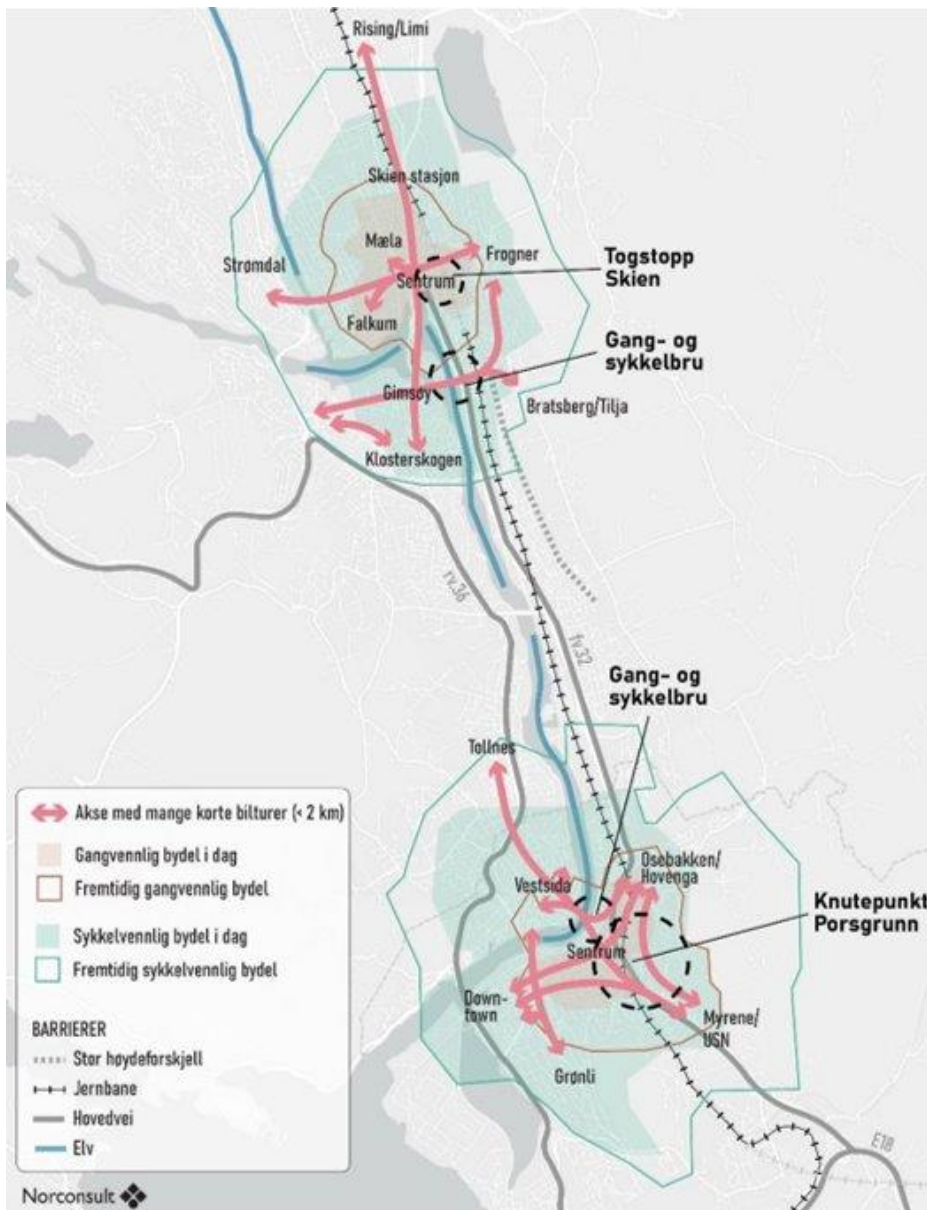 Rising/Limi
Skien stasjon
Mæla
Frogner
Strømdal
Sentrum
Togstopp
Skien
Falkum
Gang- og
sykkelbru
Gimsøy
Bratsberg/Tilja
Klosterskogen
rv.36
fv.32
Gang- og
sykkelbru
Tollnes
Osebakken/
Hovenga
Vestsida
Knutepunkt
Porsgrunn
Sentrum
Down-
town
Myrene/
USN
Grønli
E18
Akse med mange korte bilturer (< 2 km)
Gangvennlig bydel i dag
Fremtidig gangvennlig bydel
Sykkelvennlig bydel i dag
Fremtidig sykkelvennlig bydel
BARRIERER
Stor høydeforskjell
Jernbane
Hovedvei
Elv
Norconsult